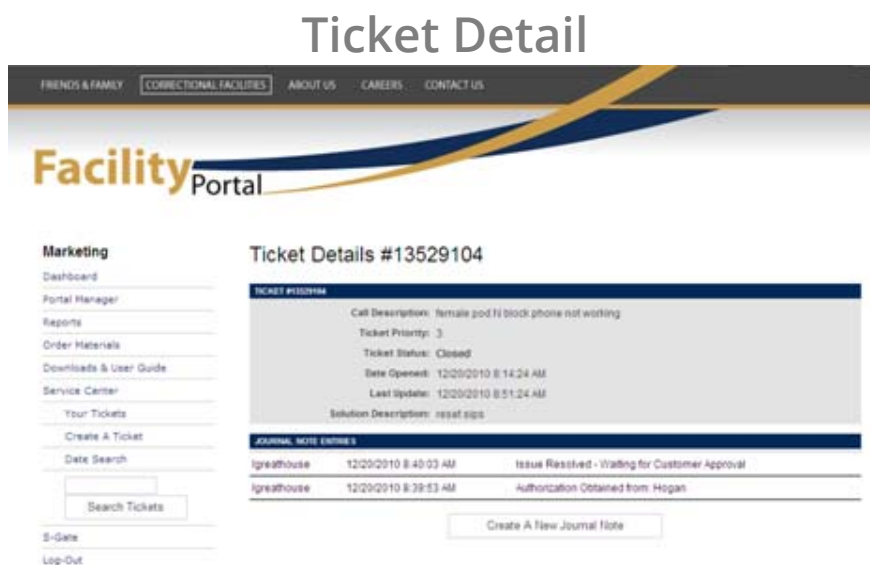 Ticket Detail
FRIENDS & FAMILY CORRECTIONAL FACILITIES ABOUT US CAREERS CONTACT US
Facility Portal
Marketing
Dashboard
Portal Manager
Reports
Order Materials
Downloads & User Guide
Service Center
Your Tickets
Create A Ticket
Date Search
Search Tickets
S-Gate
Log-Out
Ticket Details #13529104
TICKET #13529104
Call Description: female pod N block phone not working
Ticket Priority: 3
Ticket Status: Closed
Date Opened: 12/20/2010 8:14:24 AM
Last Update: 12/20/2010 8:51:24 AM
Solution Description: reset sips
JOURNAL NOTE ENTRIES
lgreathouse 12/20/2010 8:40:03 AM Issue Resolved - Waiting for Customer Approval
lgreathouse 12/20/2010 8:39:53 AM Authorization Obtained from: Hogan
Create A New Journal Note